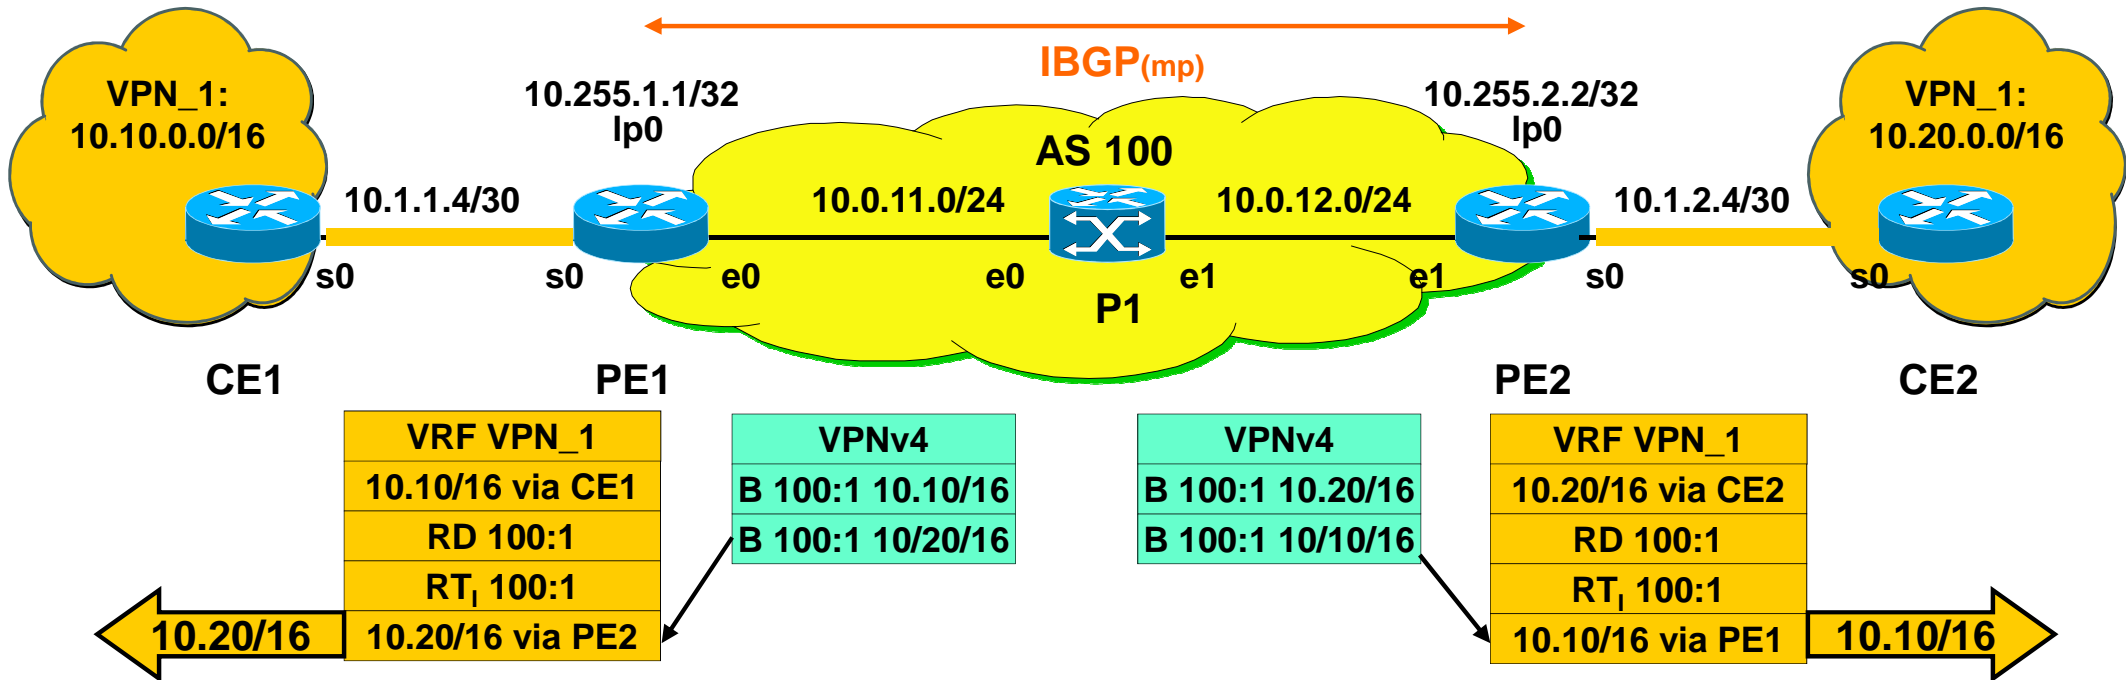 IBGP(mp)
VPN_1:
10.10.0.0/16
10.255.1.1/32
lp0
10.255.2.2/32
lp0
VPN_1:
10.20.0.0/16
AS 100
10.1.1.4/30
10.0.11.0/24
10.0.12.0/24
10.1.2.4/30
s0
s0
e0
e0
e1
e1
s0
s0
P1
CE1
PE1
PE2
CE2
VRF VPN_1
10.10/16 via CE1
RD 100:1
RTI 100:1
10.20/16 via PE2
10.20/16
VPNv4
B 100:1 10.10/16
B 100:1 10/20/16
VPNv4
B 100:1 10.20/16
B 100:1 10/10/16
VRF VPN_1
10.20/16 via CE2
RD 100:1
RTI 100:1
10.10/16 via PE1
10.10/16